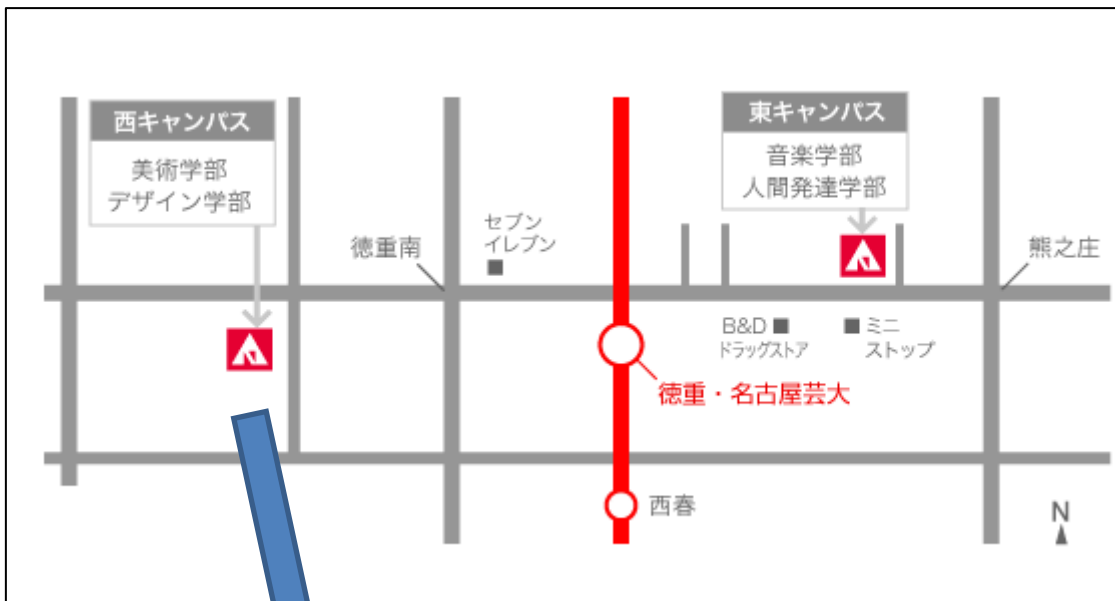 西キャンパス
美術学部
デザイン学部
東キャンパス
音楽学部
人間発達学部
徳重南
セブン
イレブン
熊之庄
B&D
ドラッグストア
ミニ
ストップ
徳重・名古屋芸大
西春
N